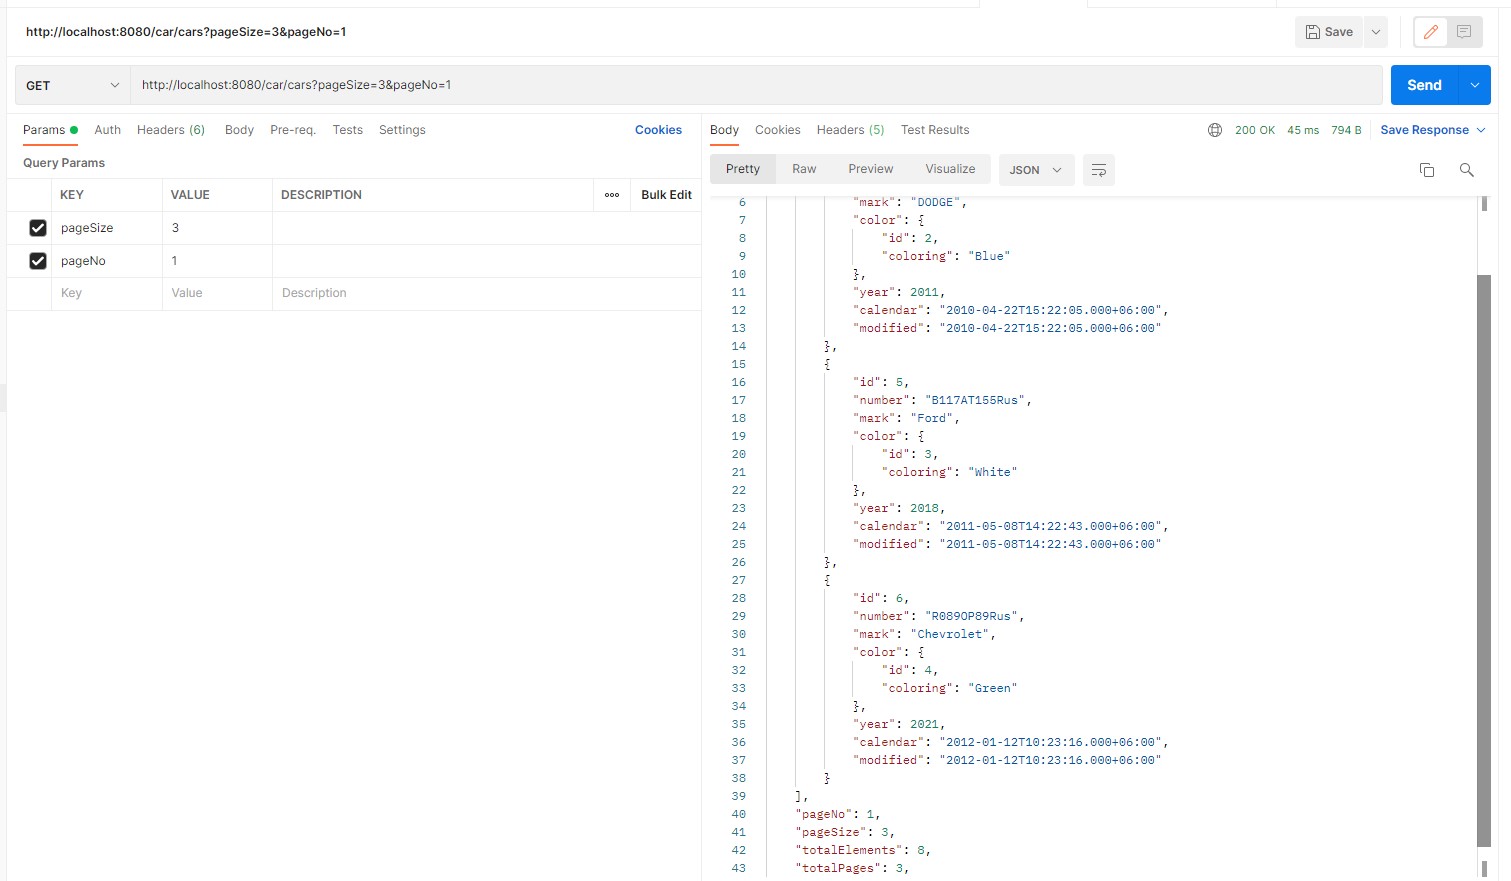 http://localhost:8080/car/cars?pageSize=3&pageNo=1
Save
GET
http://localhost:8080/car/cars?pageSize=3&pageNo=1
Send
Params Auth Headers (6) Body Pre-req. Tests Settings Cookies
Query Params
KEY VALUE DESCRIPTION ooo Bulk Edit
pageSize 3
pageNo 1
Key Value Description
Body Cookies Headers (5) Test Results 200 OK 45 ms 794 B Save Response
Pretty Raw Preview Visualize JSON
6 "mark": "DODGE",
7 "color": {
8 "id": 2,
9 "coloring": "Blue"
10 },
11 "year": 2011,
12 "calendar": "2010-04-22T15:22:05.000+06:00",
13 "modified": "2010-04-22T15:22:05.000+06:00"
14 },
15 {
16 "id": 5,
17 "number": "B117AT155Rus",
18 "mark": "Ford",
19 "color": {
20 "id": 3,
21 "coloring": "White"
22 },
23 "year": 2018,
24 "calendar": "2011-05-08T14:22:43.000+06:00",
25 "modified": "2011-05-08T14:22:43.000+06:00"
26 },
27 {
28 "id": 6,
29 "number": "R089OP89Rus",
30 "mark": "Chevrolet",
31 "color": {
32 "id": 4,
33 "coloring": "Green"
34 },
35 "year": 2021,
36 "calendar": "2012-01-12T10:23:16.000+06:00",
37 "modified": "2012-01-12T10:23:16.000+06:00"
38 }
39 ],
40 "pageNo": 1,
41 "pageSize": 3,
42 "totalElements": 8,
43 "totalPages": 3,